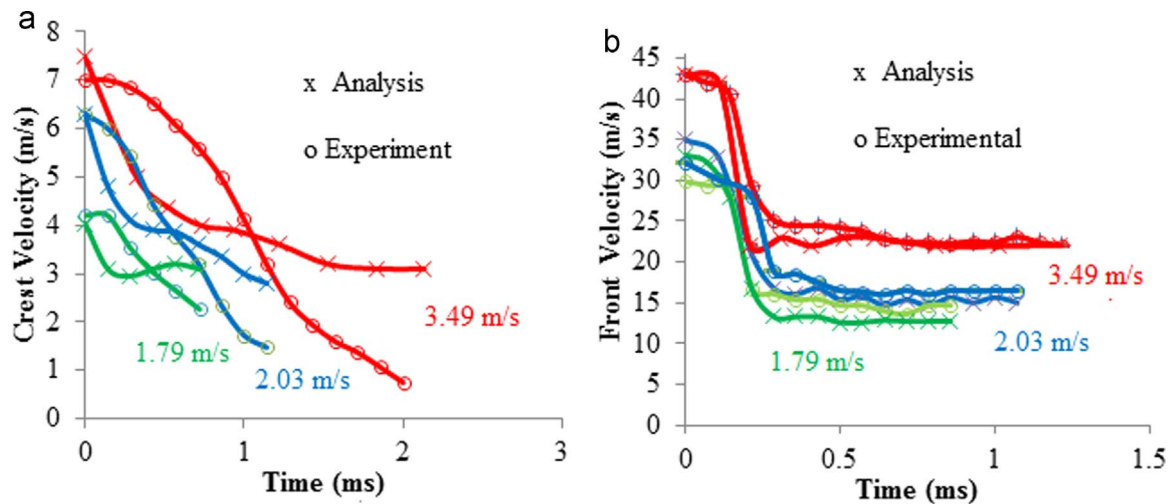 a
8
7
6
5
4
3
2
1
0
Crest Velocity (m/s)
x Analysis
o Experiment
3.49 m/s
1.79 m/s
2.03 m/s
0 1 2 3
Time (ms)
b
45
40
35
30
25
20
15
10
5
0
Front Velocity (m/s)
x Analysis
o Experimental
3.49 m/s
2.03 m/s
1.79 m/s
0 0.5 1 1.5
Time (ms)